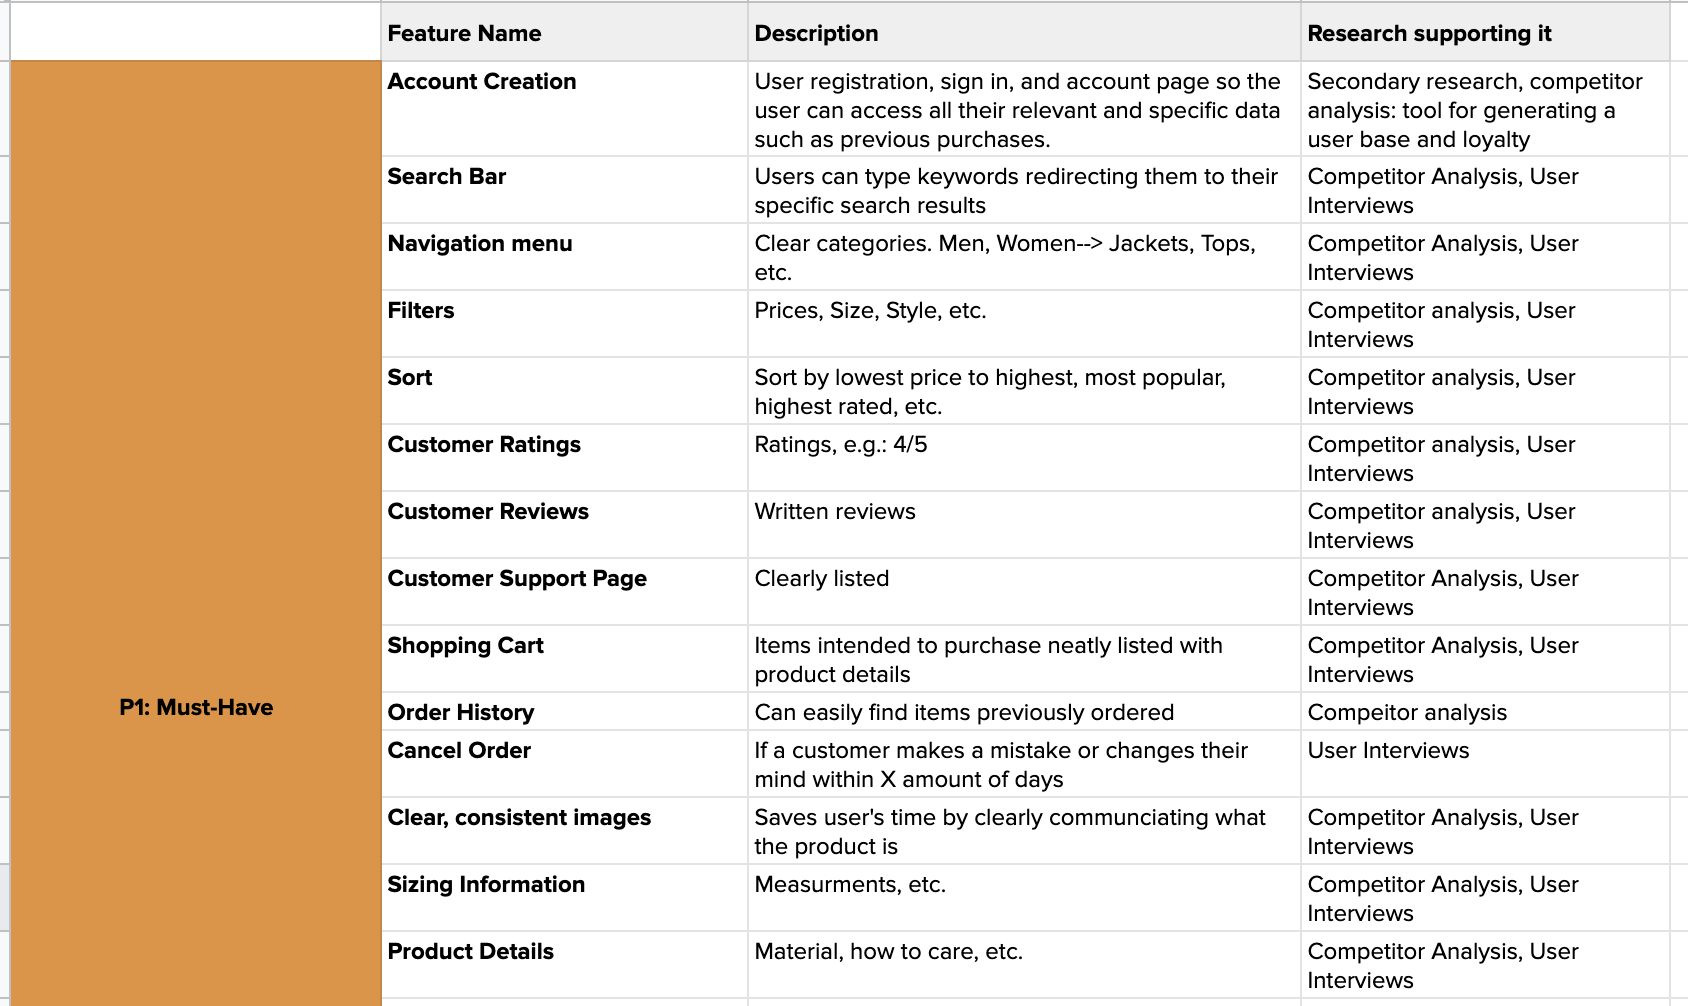 Feature Name Description Research supporting it
Account Creation User registration, sign in, and account page so the Secondary research, competitor
user can access all their relevant and specific data analysis: tool for generating a
such as previous purchases. user base and loyalty
Search Bar Users can type keywords redirecting them to their Competitor Analysis, User
specific search results Interviews
Navigation menu Clear categories. Men, Women--> Jackets, Tops, Competitor Analysis, User
etc. Interviews
Filters Prices, Size, Style, etc. Competitor analysis, User
Interviews
Sort Sort by lowest price to highest, most popular, Competitor analysis, User
highest rated, etc. Interviews
Customer Ratings Ratings, e.g.: 4/5 Competitor analysis, User
Interviews
Customer Reviews Written reviews Competitor analysis, User
Interviews
Customer Support Page Clearly listed Competitor Analysis, User
Interviews
Shopping Cart Items intended to purchase neatly listed with Competitor Analysis, User
product details Interviews
P1: Must-Have Order History Can easily find items previously ordered Compeitor analysis
Cancel Order If a customer makes a mistake or changes their User Interviews
mind within X amount of days
Clear, consistent images Saves user's time by clearly communciating what Competitor Analysis, User
the product is Interviews
Sizing Information Measurments, etc. Competitor Analysis, User
Interviews
Product Details Material, how to care, etc. Competitor Analysis, User
Interviews